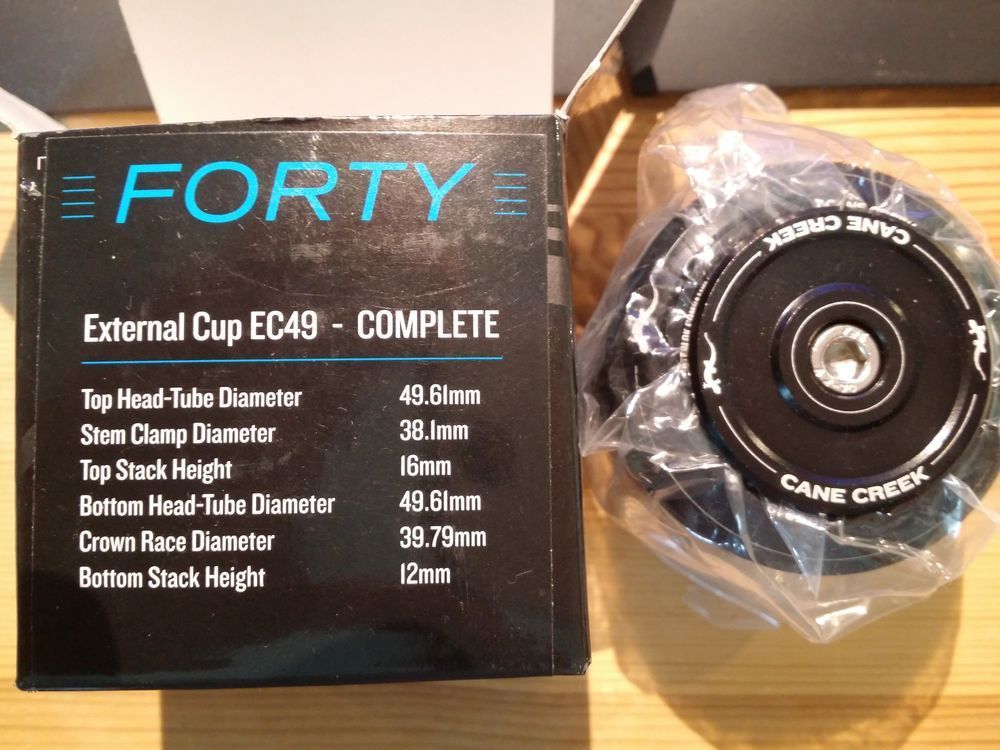 FORTY
External Cup EC49 - COMPLETE
Top Head-Tube Diameter 49.61mm
Stem Clamp Diameter 38.1mm
Top Stack Height 16mm
Bottom Head-Tube Diameter 49.61mm
Crown Race Diameter 39.79mm
Bottom Stack Height 12mm
CANE CREEK
CANE CREEK